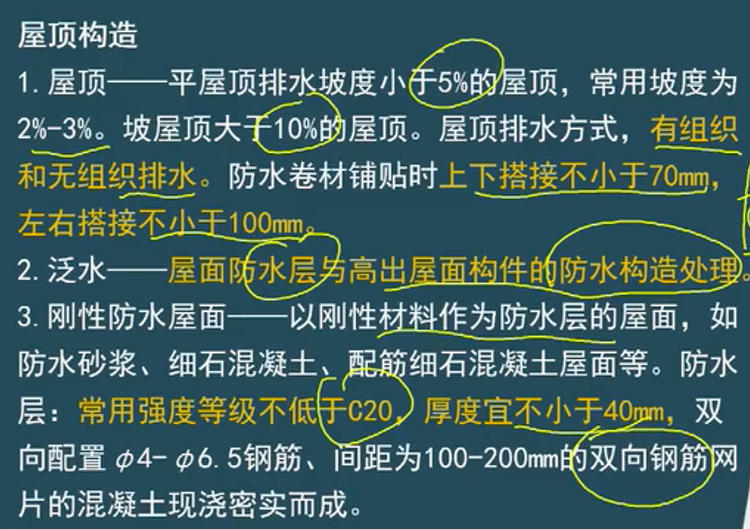 屋顶构造
1.屋顶——平屋顶排水坡度小于5%的屋顶，常用坡度为
2%-3%。坡屋顶大于10%的屋顶。屋顶排水方式，有组织
和无组织排水。防水卷材铺贴时上下搭接不小于70mm，
左右搭接不小于100mm。
2.泛水——屋面防水层与高出屋面构件的防水构造处理。
3.刚性防水屋面——以刚性材料作为防水层的屋面，如
防水砂浆、细石混凝土、配筋细石混凝土屋面等。防水
层：常用强度等级不低于C20，厚度宜不小于40mm，双
向配置φ4-φ6.5钢筋、间距为100-200mm的双向钢筋网
片的混凝土现浇密实而成。